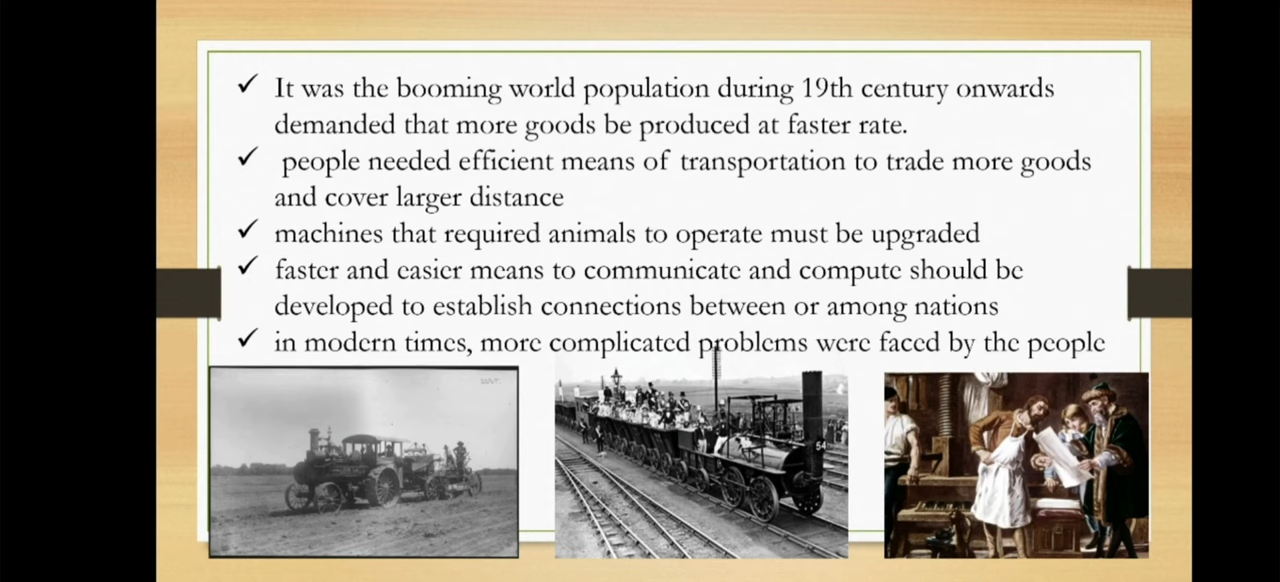 ✓ It was the booming world population during 19th century onwards
demanded that more goods be produced at faster rate.
✓ people needed efficient means of transportation to trade more goods
and cover larger distance
✓ machines that required animals to operate must be upgraded
✓ faster and easier means to communicate and compute should be
developed to establish connections between or among nations
✓ in modern times, more complicated problems were faced by the people
54